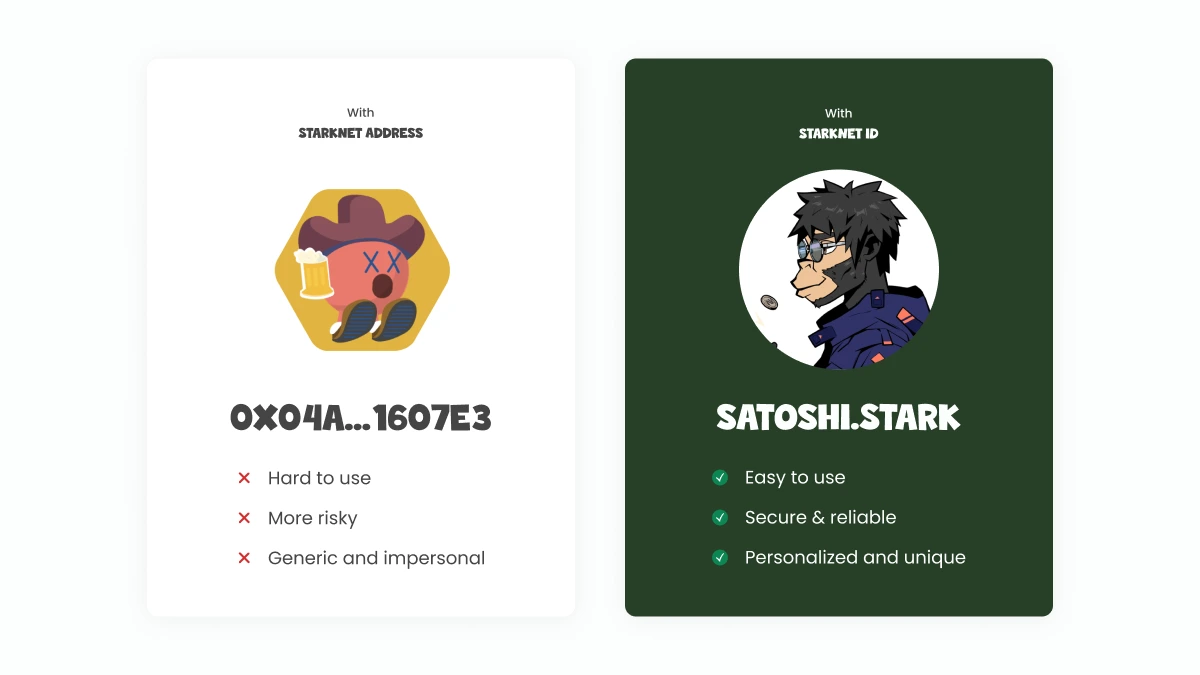 With
STARKNET ADDRESS
0X04A...1607E3
Hard to use
More risky
Generic and impersonal
With
STARKNET ID
SATOSHI.STARK
Easy to use
Secure & reliable
Personalized and unique